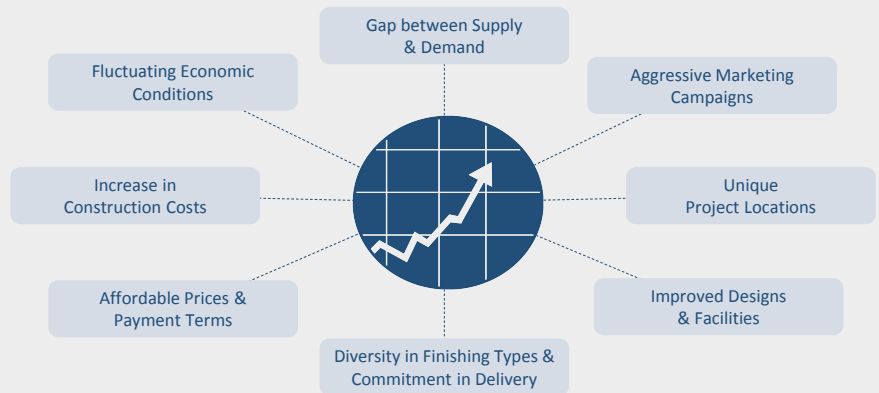 Gap between Supply
& Demand
Fluctuating Economic
Conditions
Aggressive Marketing
Campaigns
Increase in
Construction Costs
Unique
Project Locations
Affordable Prices &
Payment Terms
Improved Designs
& Facilities
Diversity in Finishing Types &
Commitment in Delivery